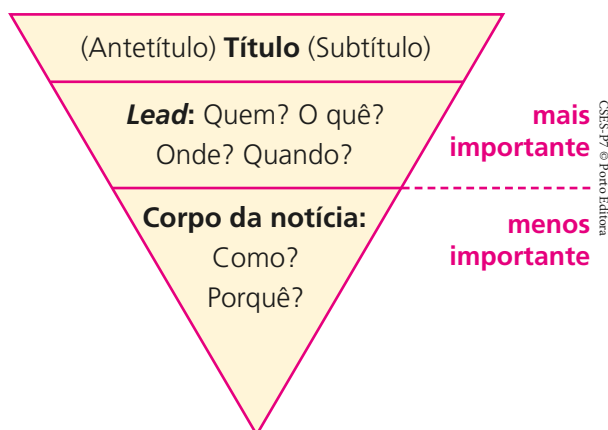 (Antetítulo) Título (Subtítulo)
Lead: Quem? O quê?
Onde? Quando?
mais
importante
Corpo da notícia:
Como?
Porquê?
menos
importante
CSES-P7 © Porto Editora